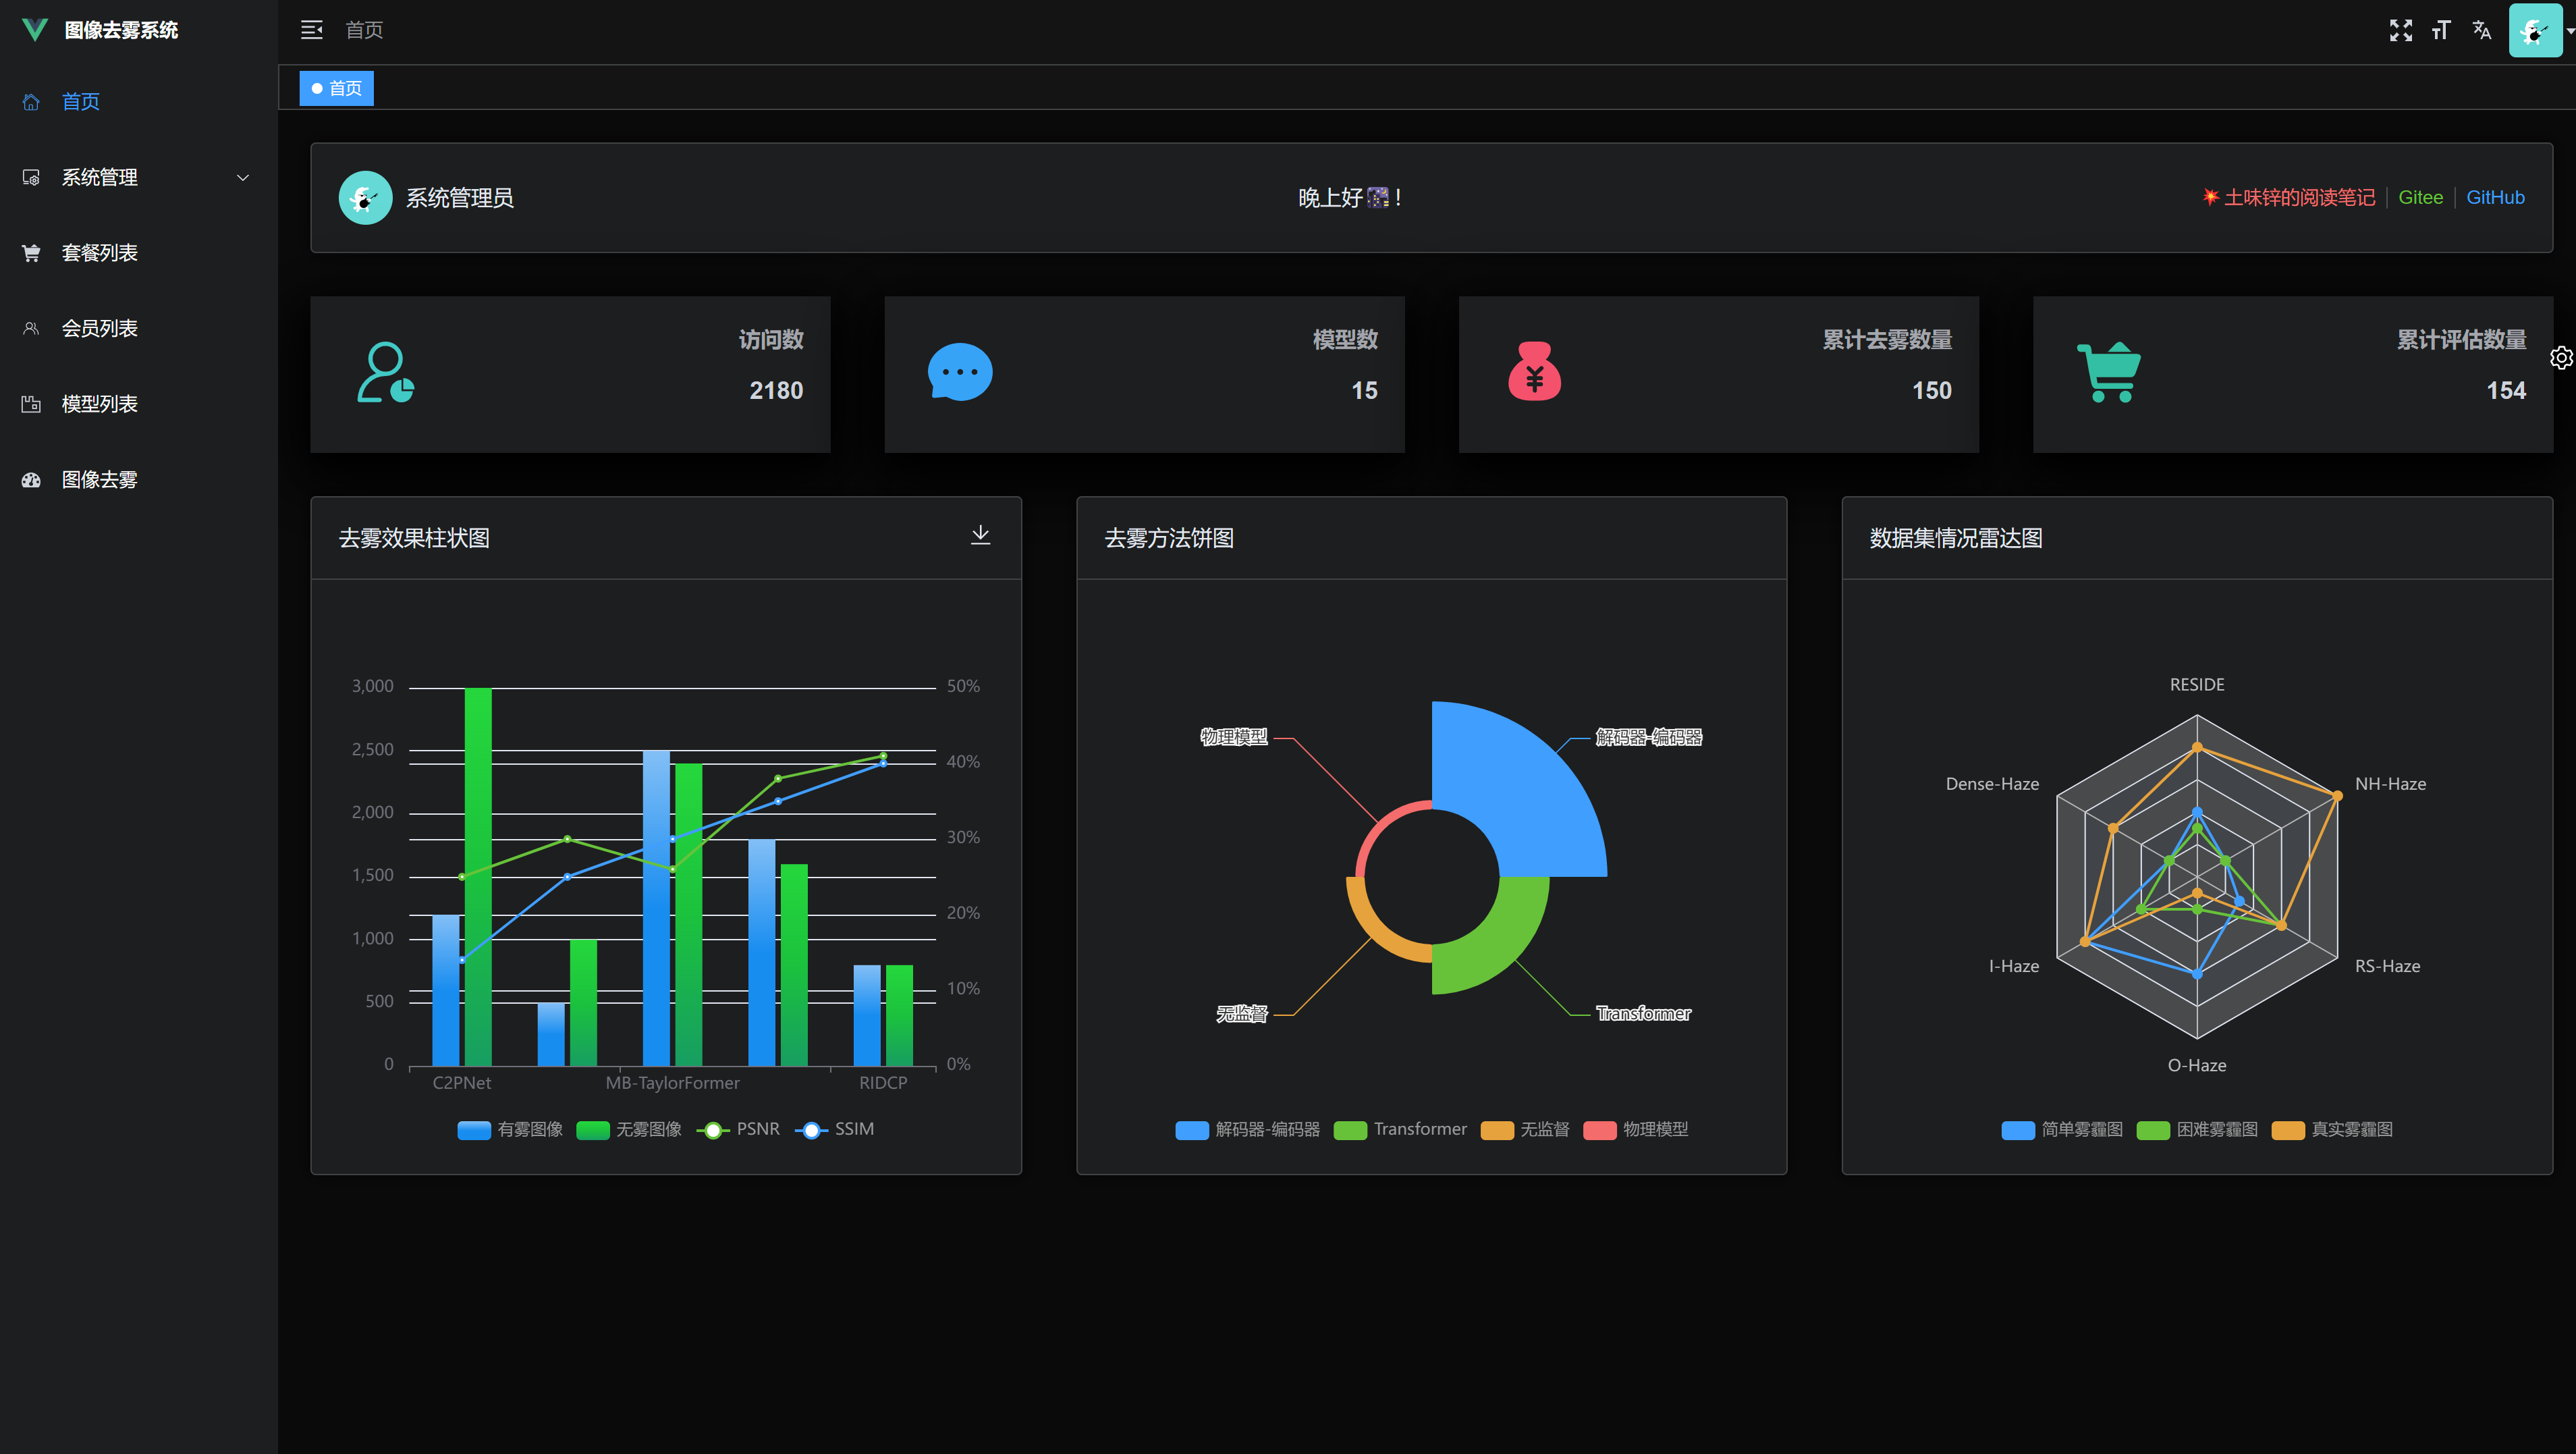 图像去雾系统
首页
首页
系统管理
套餐列表
会员列表
模型列表
图像去雾
首页
系统管理员
晚上好🎆！
💥土味锌的阅读笔记
Gitee
GitHub
访问数
2180
模型数
15
累计去雾数量
150
累计评估数量
154
去雾效果柱状图
3,000
2,500
2,000
1,500
1,000
500
0
50%
40%
30%
20%
10%
0%
C2PNet
MB-TaylorFormer
RIDCP
有雾图像
无雾图像
PSNR
SSIM
去雾方法饼图
物理模型
解码器-编码器
无监督
Transformer
解码器-编码器
Transformer
无监督
物理模型
数据集情况雷达图
RESIDE
Dense-Haze
NH-Haze
I-Haze
RS-Haze
O-Haze
简单雾霾图
困难雾霾图
真实雾霾图